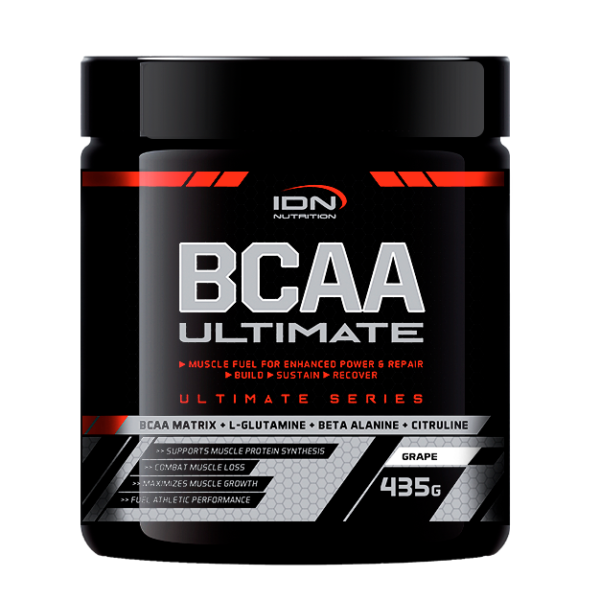 IDN
NUTRITION
BCAA
ULTIMATE
▶ MUSCLE FUEL FOR ENHANCED POWER & REPAIR
▶ BUILD ▶ SUSTAIN ▶ RECOVER
ULTIMATE SERIES
BCAA MATRIX + L-GLUTAMINE + BETA ALANINE + CITRULINE
>> SUPPORTS MUSCLE PROTEIN SYNTHESIS
>> COMBAT MUSCLE LOSS
>> MAXIMIZES MUSCLE GROWTH
>> FUEL ATHLETIC PERFORMANCE
GRAPE
435G